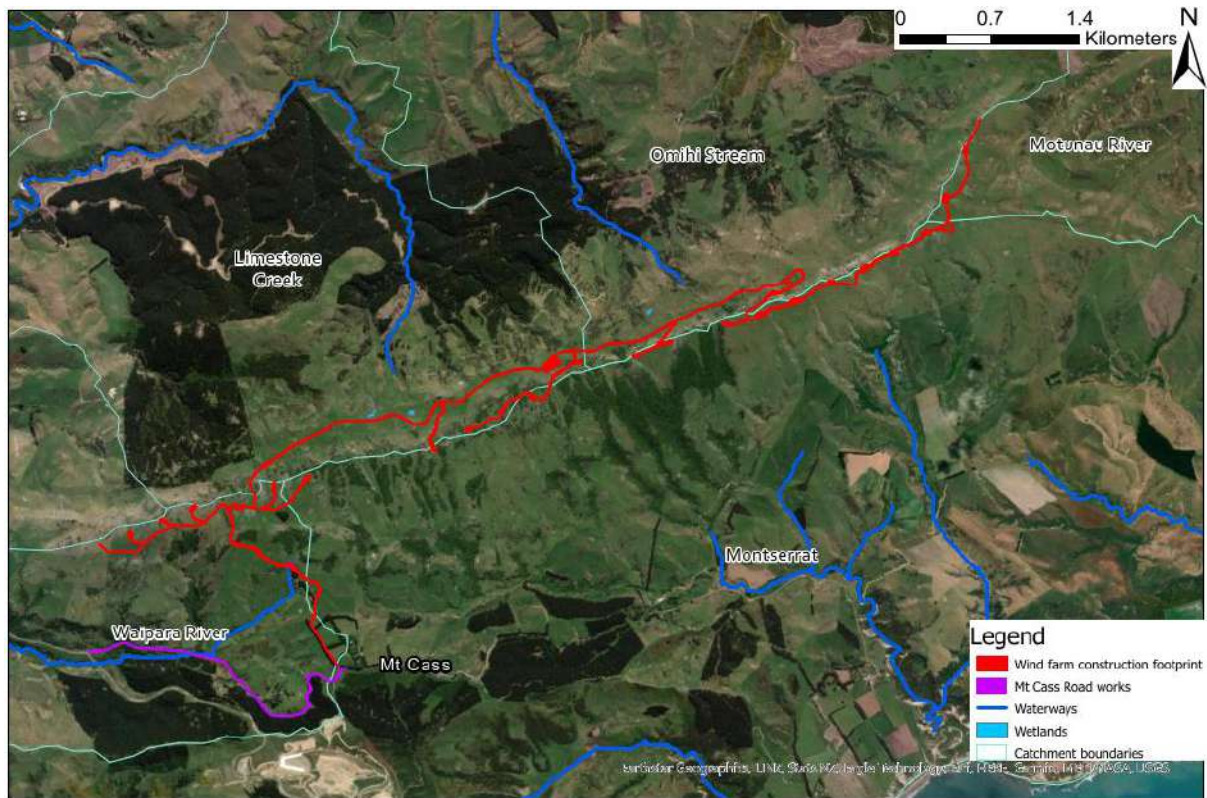 0 0.7 1.4
Kilometers
N
Omihi Stream
Motunau River
Limestone
Creek
Montserrat
Waipara River
Mt Cass
Legend
Wind farm construction footprint
Mt Cass Road works
Waterways
Wetlands
Catchment boundaries